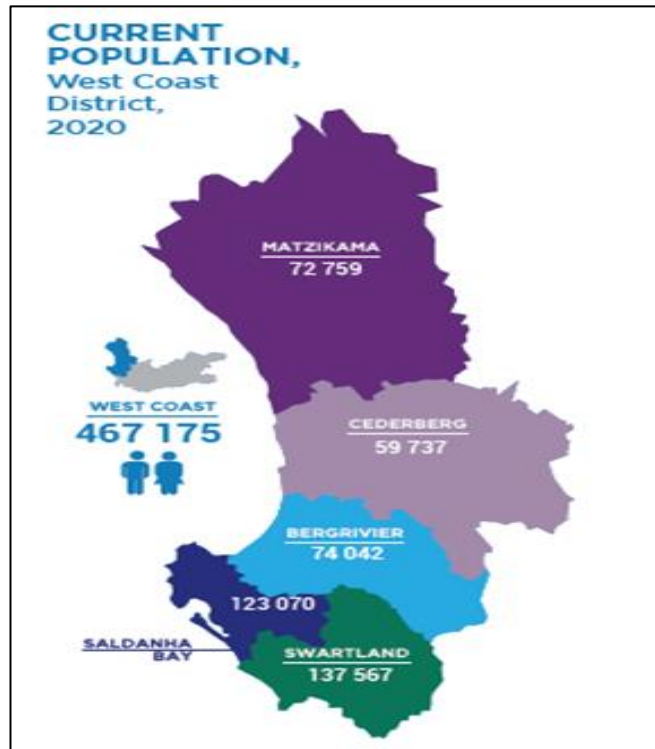 CURRENT
POPULATION,
West Coast
District,
2020
MATZIKAMA
72 759
WEST COAST
467 175
CEDERBERG
59 737
BERGRIVIER
74 042
123 070
SALDANHA
BAY
SWARTLAND
137 567